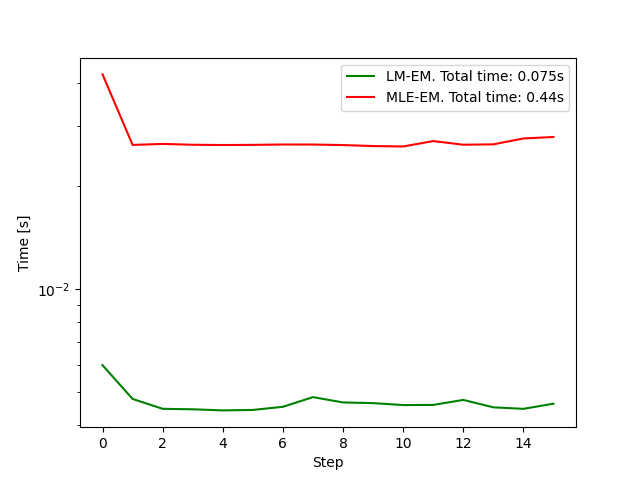 LM-EM. Total time: 0.075s
MLE-EM. Total time: 0.44s
Time [s]
10⁻²
0 2 4 6 8 10 12 14
Step